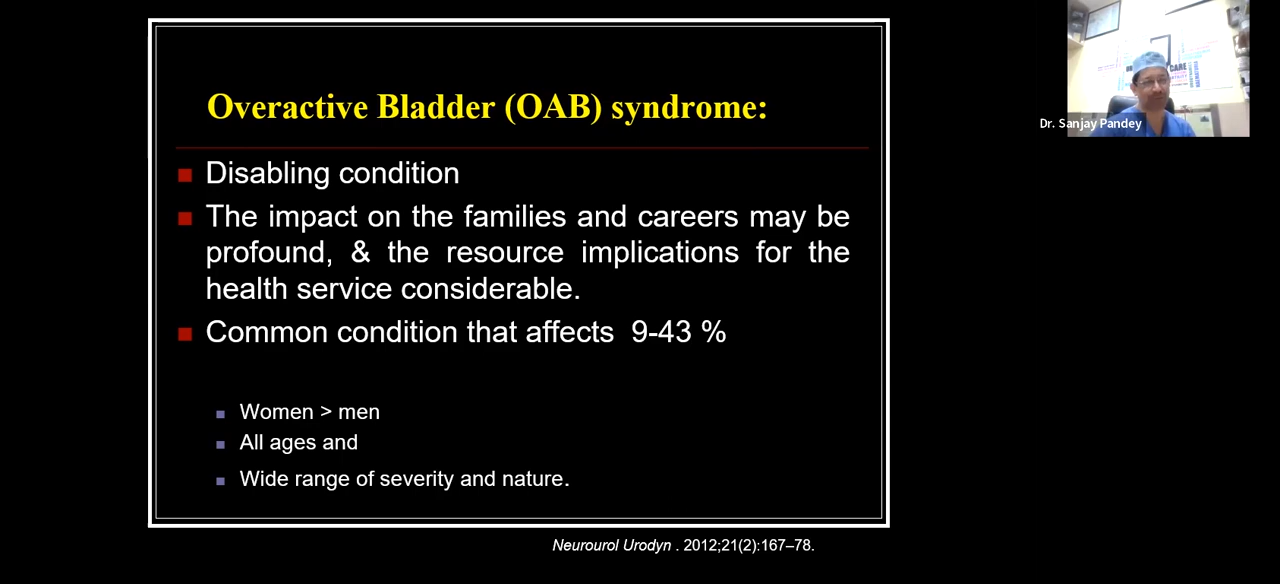 Overactive Bladder (OAB) syndrome:
Disabling condition
The impact on the families and careers may be
profound, & the resource implications for the
health service considerable.
Common condition that affects 9-43 %
Women > men
All ages and
Wide range of severity and nature.
Neurourol Urodyn . 2012;21(2):167–78.
CARE
Dr. Sanjay Pandey